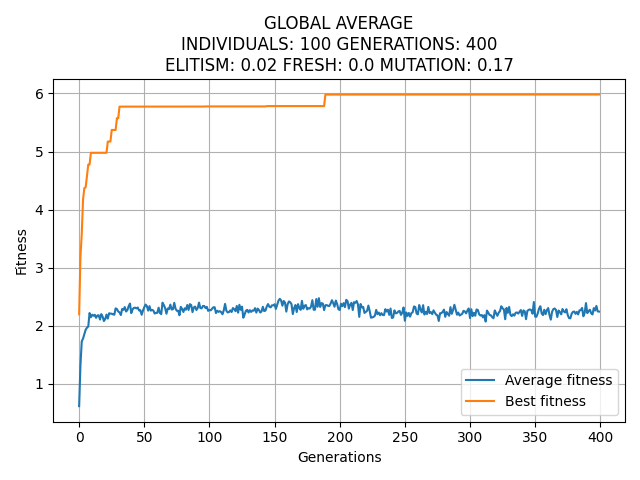 GLOBAL AVERAGE
INDIVIDUALS: 100 GENERATIONS: 400
ELITISM: 0.02 FRESH: 0.0 MUTATION: 0.17
6
5
4
3
2
1
Fitness
0 50 100 150 200 250 300 350 400
Generations
Average fitness
Best fitness